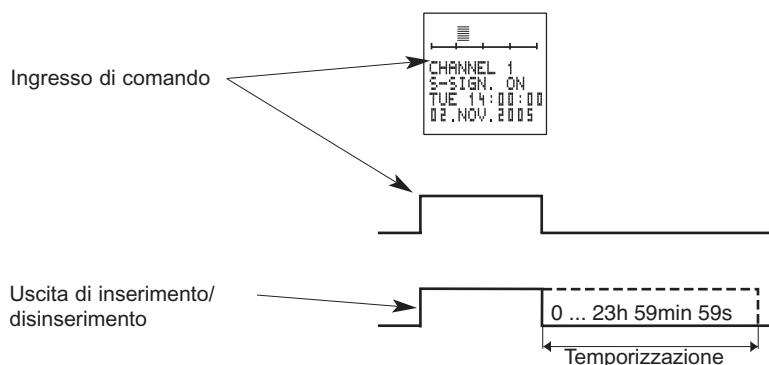 Ingresso di comando
CHANNEL 1
S-SIGN. ON
TUE 14:00:00
02.NOV.2005
Uscita di inserimento/
disinserimento
0 ... 23h 59min 59s
Temporizzazione